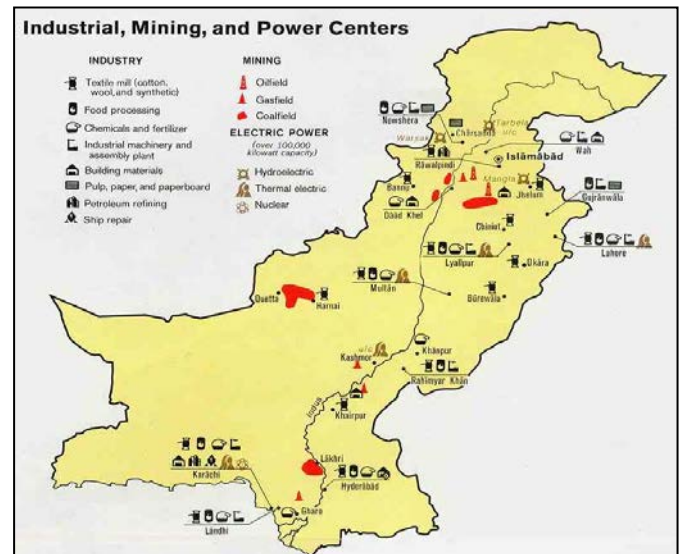 Industrial, Mining, and Power Centers
INDUSTRY
Textile mill (cotton,
wool, and synthetic)
Food processing
Chemicals and fertilizer
Industrial machinery and
assembly plant
Building materials
Pulp, paper, and paperboard
Petroleum refining
Ship repair
MINING
Oilfield
Gasfield
Coalfield
ELECTRIC POWER
(over 100,000
kilowatt capacity)
Hydroelectric
Thermal electric
Nuclear
Nowshera
Chārsadda
Tarbela
u/c
Warsak
Wah
Islāmābād
Rāwalpindi
Bannu
Mangla
Jhelum
Gujrānwāla
Dāūd Khel
Chiniot
Lahore
Lyallpur
Okāra
Multān
Būrewāla
Quetta
Harnai
u/c
Kashmor
Khānpur
Rahīmyar Khān
Indus
Khairpur
Lākhri
Karāchi
Hyderābād
Gharo
Lāndhi